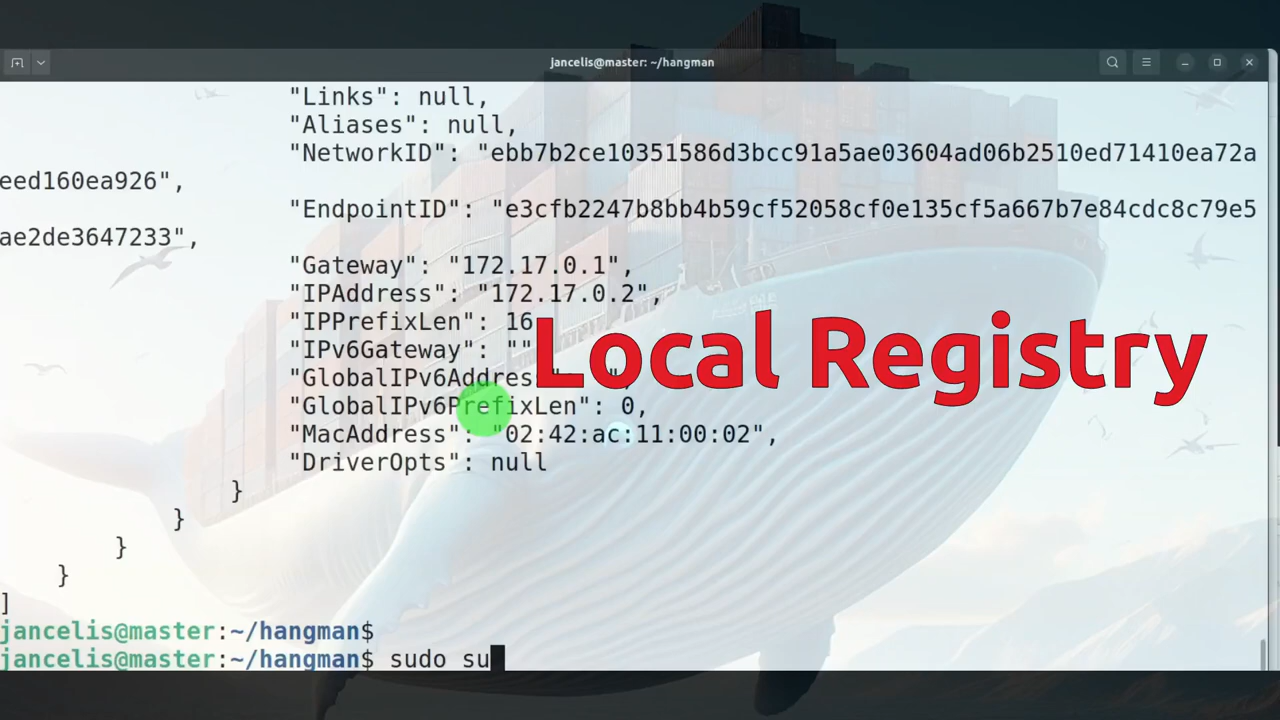 jancelis@master: ~/hangman
"Links": null,
"Aliases": null,
"NetworkID": "ebb7b2ce10351586d3bcc91a5ae03604ad06b2510ed71410ea72a
eed160ea926",
"EndpointID": "e3cfb2247b8bb4b59cf52058cf0e135cf5a667b7e84cdc8c79e5
ae2de3647233",
"Gateway": "172.17.0.1",
"IPAddress": "172.17.0.2",
"IPPrefixLen": 16
"IPv6Gateway": ""
"GlobalIPv6Address
Local Registry
"GlobalIPv6PrefixLen": 0,
"MacAddress": "02:42:ac:11:00:02",
"DriverOpts": null
}
}
}
}
]
jancelis@master:~/hangman$
jancelis@master:~/hangman$ sudo su